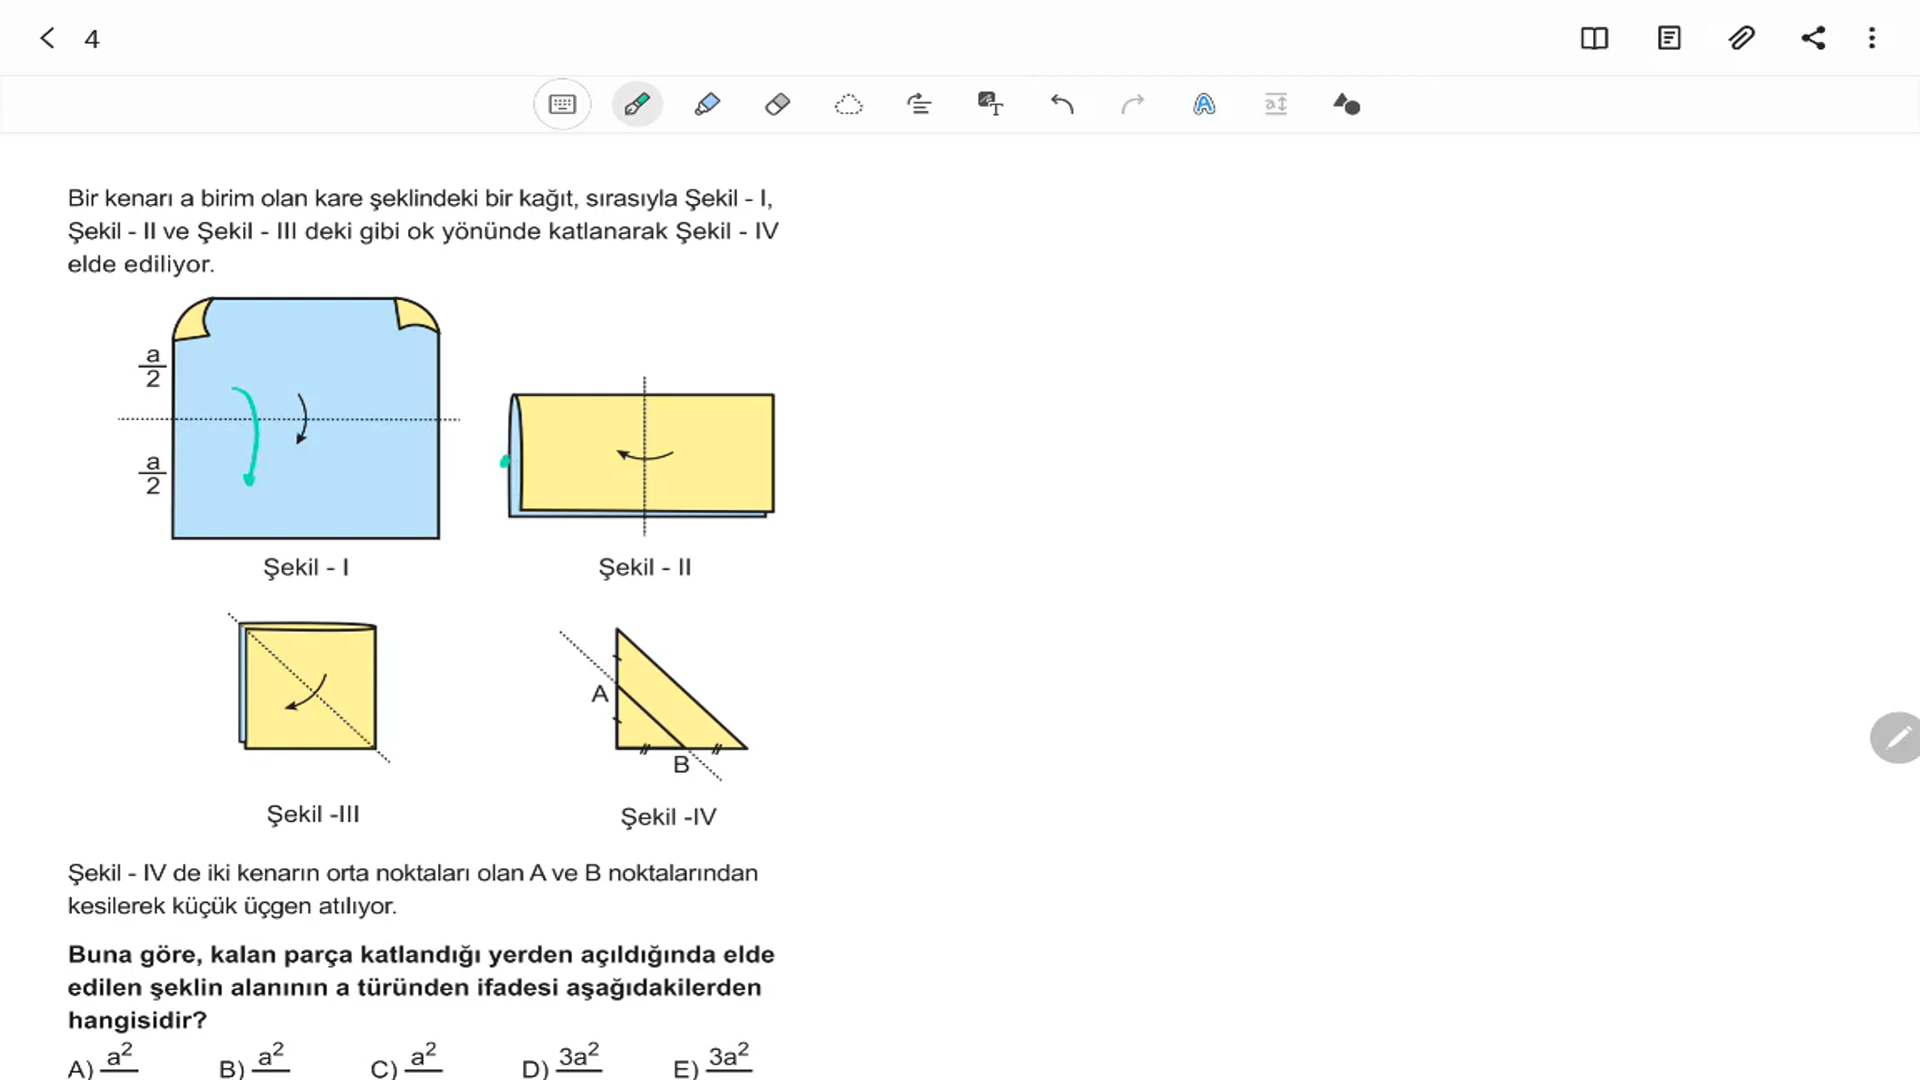 4
Bir kenarı a birim olan kare şeklindeki bir kağıt, sırasıyla Şekil - I,
Şekil - II ve Şekil - III deki gibi ok yönünde katlanarak Şekil - IV
elde ediliyor.
a
2
a
2
Şekil - I
Şekil - II
A
B
Şekil -III
Şekil -IV
Şekil - IV de iki kenarın orta noktaları olan A ve B noktalarından
kesilerek küçük üçgen atılıyor.
Buna göre, kalan parça katlandığı yerden açıldığında elde
edilen şeklin alanının a türünden ifadesi aşağıdakilerden
hangisidir?
A) a² B) a² C) a² D) 3a² E) 3a²